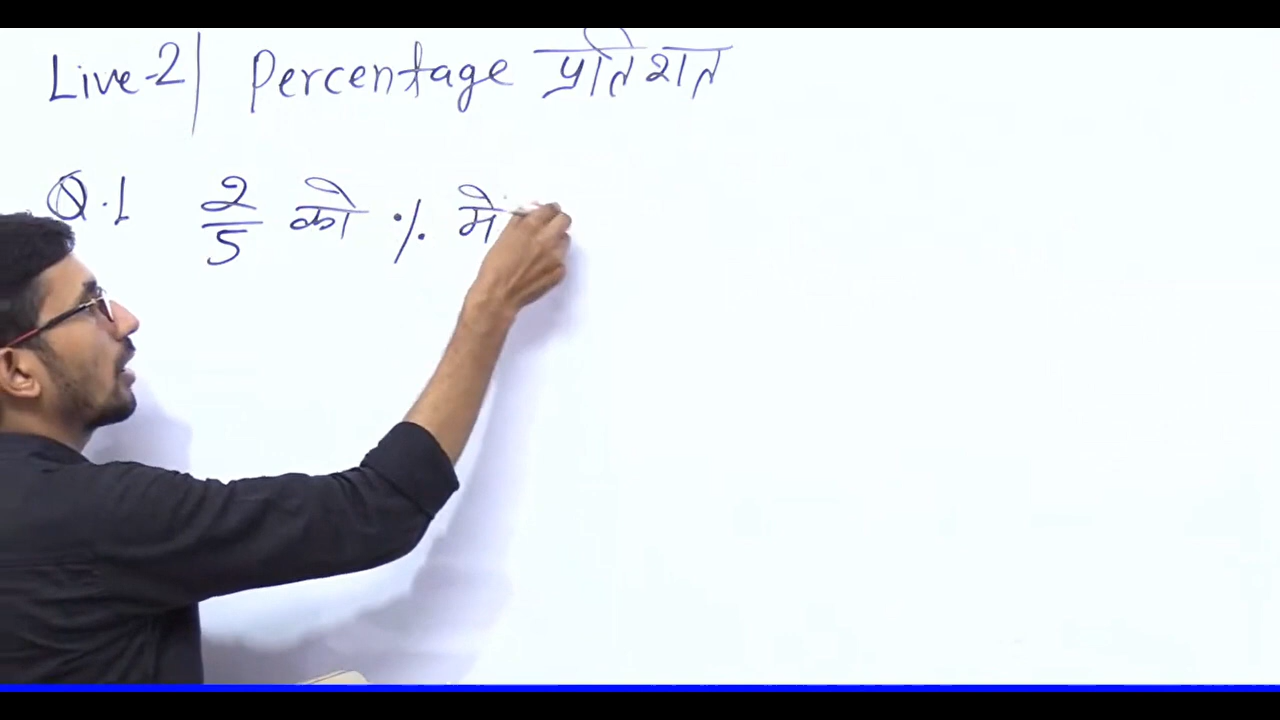 Live-2| Percentage प्रतिशत
Q.1 2/5 को % में